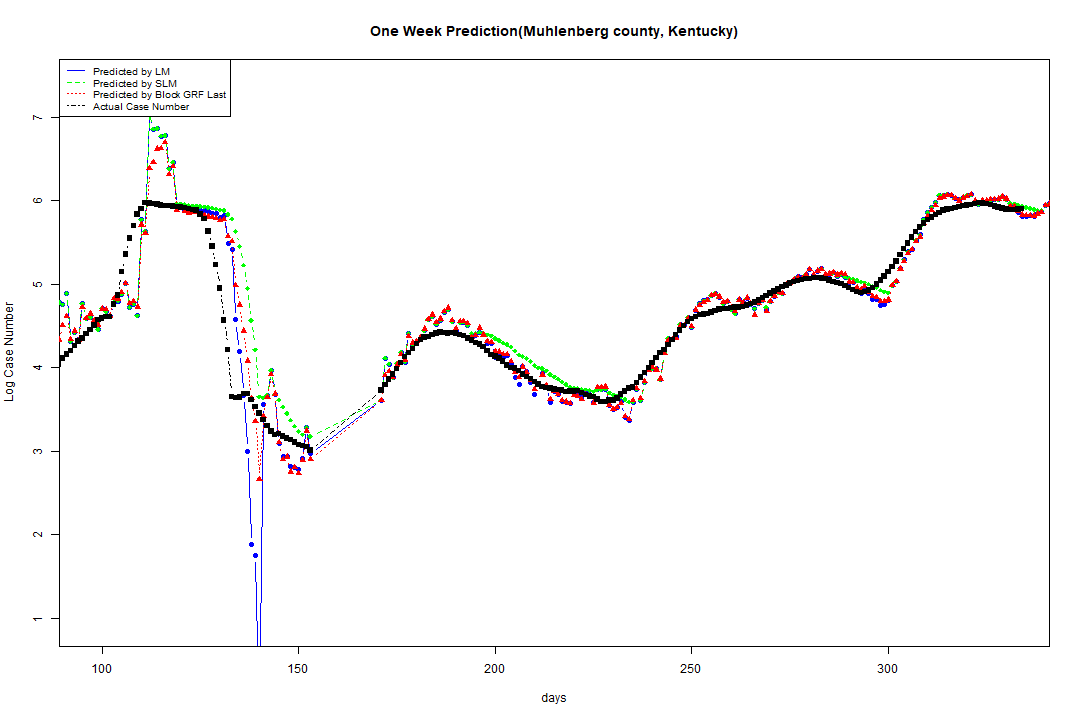 One Week Prediction(Muhlenberg county, Kentucky)
Predicted by LM
Predicted by SLM
Predicted by Block GRF Last
Actual Case Number
7
6
5
4
3
2
1
Log Case Number
100 150 200 250 300
days